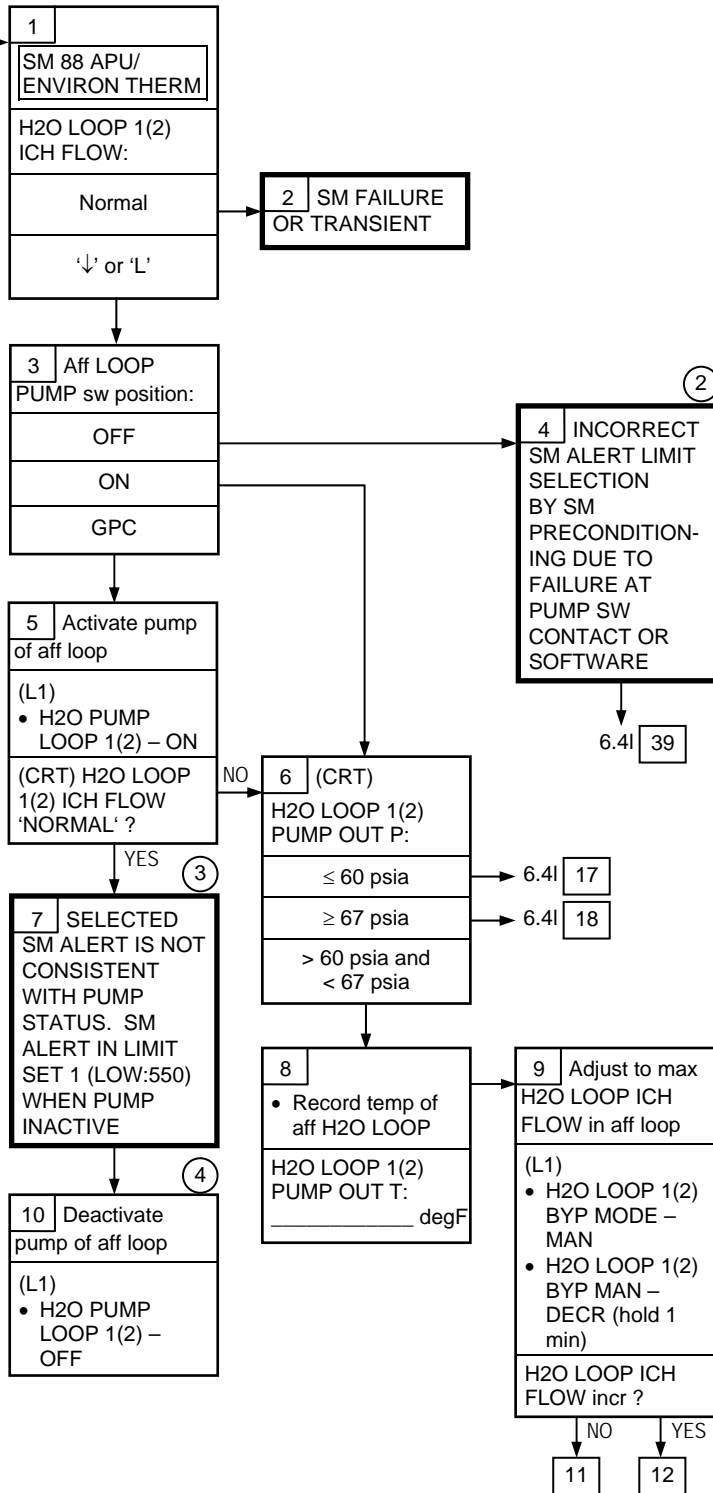 1
SM 88 APU/
ENVIRON THERM
H2O LOOP 1(2)
ICH FLOW:
Normal
'↓' or 'L'
2 SM FAILURE
OR TRANSIENT
3 Aff LOOP
PUMP sw position:
OFF
ON
GPC
2
4 INCORRECT
SM ALERT LIMIT
SELECTION
BY SM
PRECONDITION-
ING DUE TO
FAILURE AT
PUMP SW
CONTACT OR
SOFTWARE
6.4l 39
5 Activate pump
of aff loop
(L1)
• H2O PUMP
LOOP 1(2) – ON
(CRT) H2O LOOP
1(2) ICH FLOW
'NORMAL' ?
NO
YES
6 (CRT)
H2O LOOP 1(2)
PUMP OUT P:
≤ 60 psia
6.4l 17
≥ 67 psia
6.4l 18
> 60 psia and
< 67 psia
3
7 SELECTED
SM ALERT IS NOT
CONSISTENT
WITH PUMP
STATUS. SM
ALERT IN LIMIT
SET 1 (LOW:550)
WHEN PUMP
INACTIVE
8
• Record temp of
aff H2O LOOP
H2O LOOP 1(2)
PUMP OUT T:
____________ degF
9 Adjust to max
H2O LOOP ICH
FLOW in aff loop
(L1)
• H2O LOOP 1(2)
BYP MODE –
MAN
• H2O LOOP 1(2)
BYP MAN –
DECR (hold 1
min)
H2O LOOP ICH
FLOW incr ?
NO YES
11 12
4
10 Deactivate
pump of aff loop
(L1)
• H2O PUMP
LOOP 1(2) –
OFF